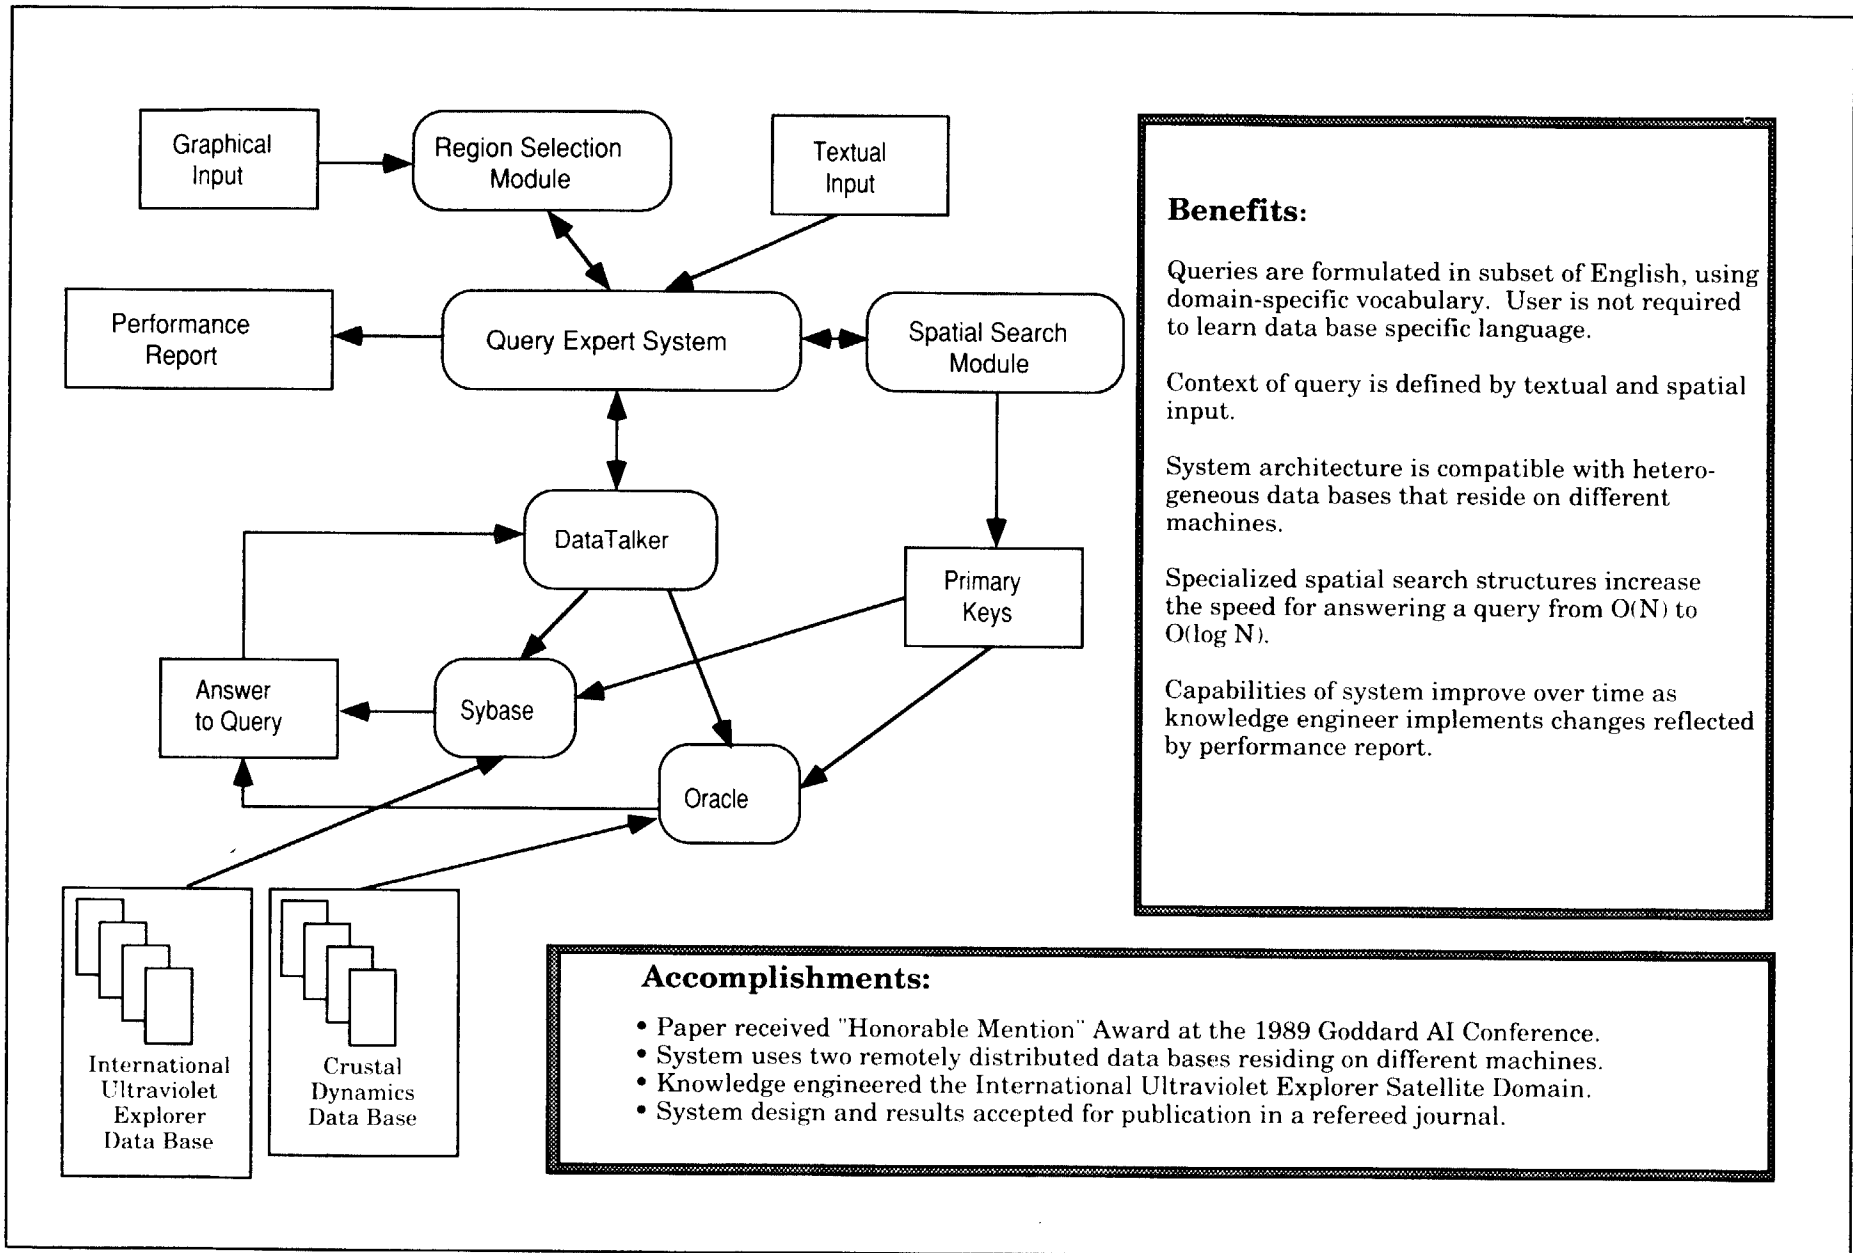 Graphical
Input
Region Selection
Module
Textual
Input
Performance
Report
Query Expert System
Spatial Search
Module
DataTalker
Primary
Keys
Answer
to Query
Sybase
Oracle
International
Ultraviolet
Explorer
Data Base
Crustal
Dynamics
Data Base
Benefits:
Queries are formulated in subset of English, using
domain-specific vocabulary. User is not required
to learn data base specific language.
Context of query is defined by textual and spatial
input.
System architecture is compatible with hetero-
geneous data bases that reside on different
machines.
Specialized spatial search structures increase
the speed for answering a query from O(N) to
O(log N).
Capabilities of system improve over time as
knowledge engineer implements changes reflected
by performance report.
Accomplishments:
• Paper received "Honorable Mention" Award at the 1989 Goddard AI Conference.
• System uses two remotely distributed data bases residing on different machines.
• Knowledge engineered the International Ultraviolet Explorer Satellite Domain.
• System design and results accepted for publication in a refereed journal.